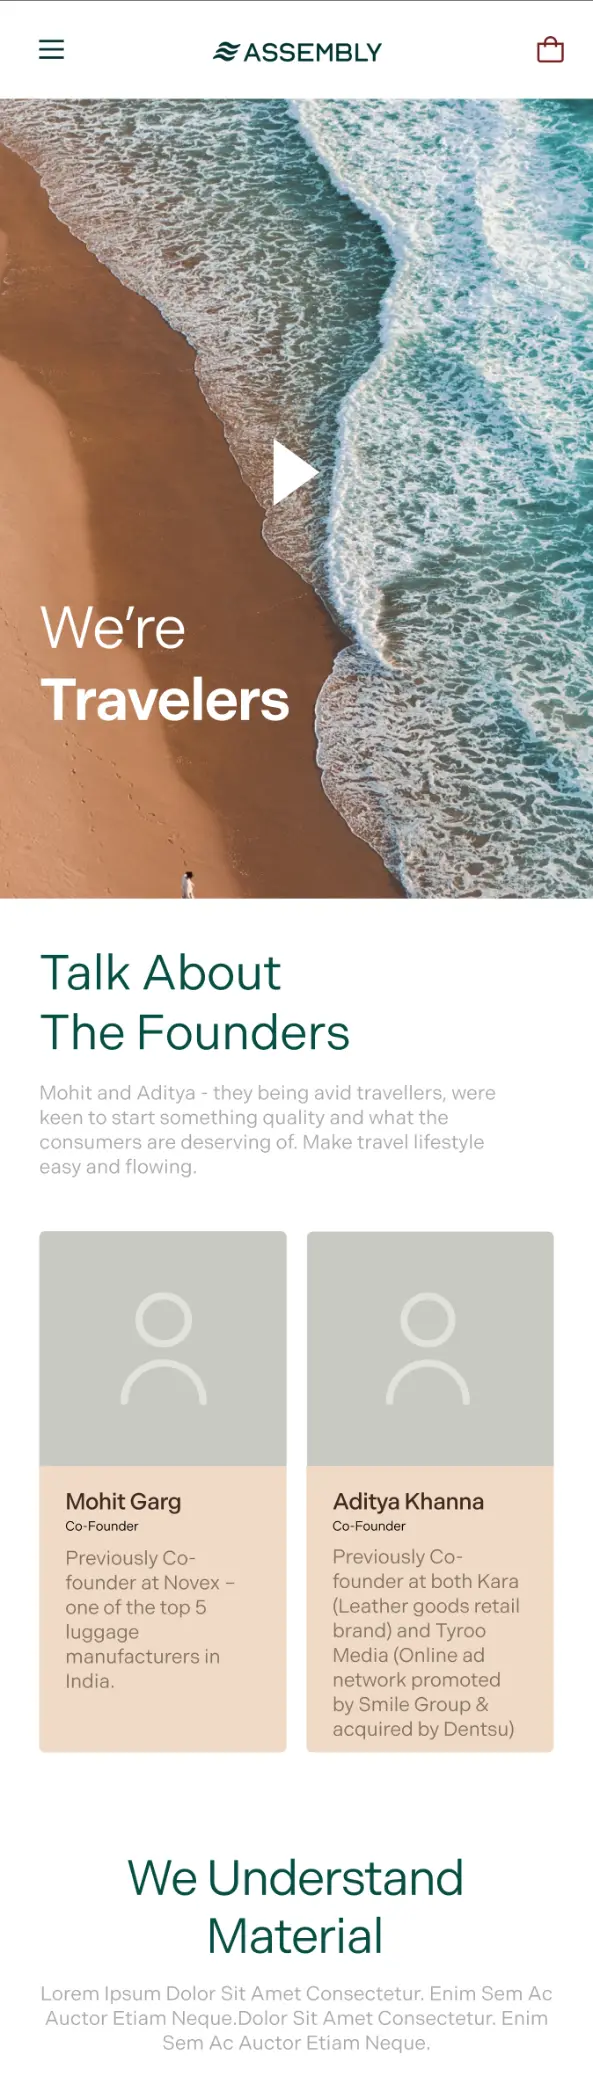 ASSEMBLY
We're
Travelers
Talk About
The Founders
Mohit and Aditya - they being avid travellers, were
keen to start something quality and what the
consumers are deserving of. Make travel lifestyle
easy and flowing.
Mohit Garg
Co-Founder
Previously Co-
founder at Novex –
one of the top 5
luggage
manufacturers in
India.
Aditya Khanna
Co-Founder
Previously Co-
founder at both Kara
(Leather goods retail
brand) and Tyroo
Media (Online ad
network promoted
by Smile Group &
acquired by Dentsu)
We Understand
Material
Lorem Ipsum Dolor Sit Amet Consectetur. Enim Sem Ac
Auctor Etiam Neque.Dolor Sit Amet Consectetur. Enim
Sem Ac Auctor Etiam Neque.